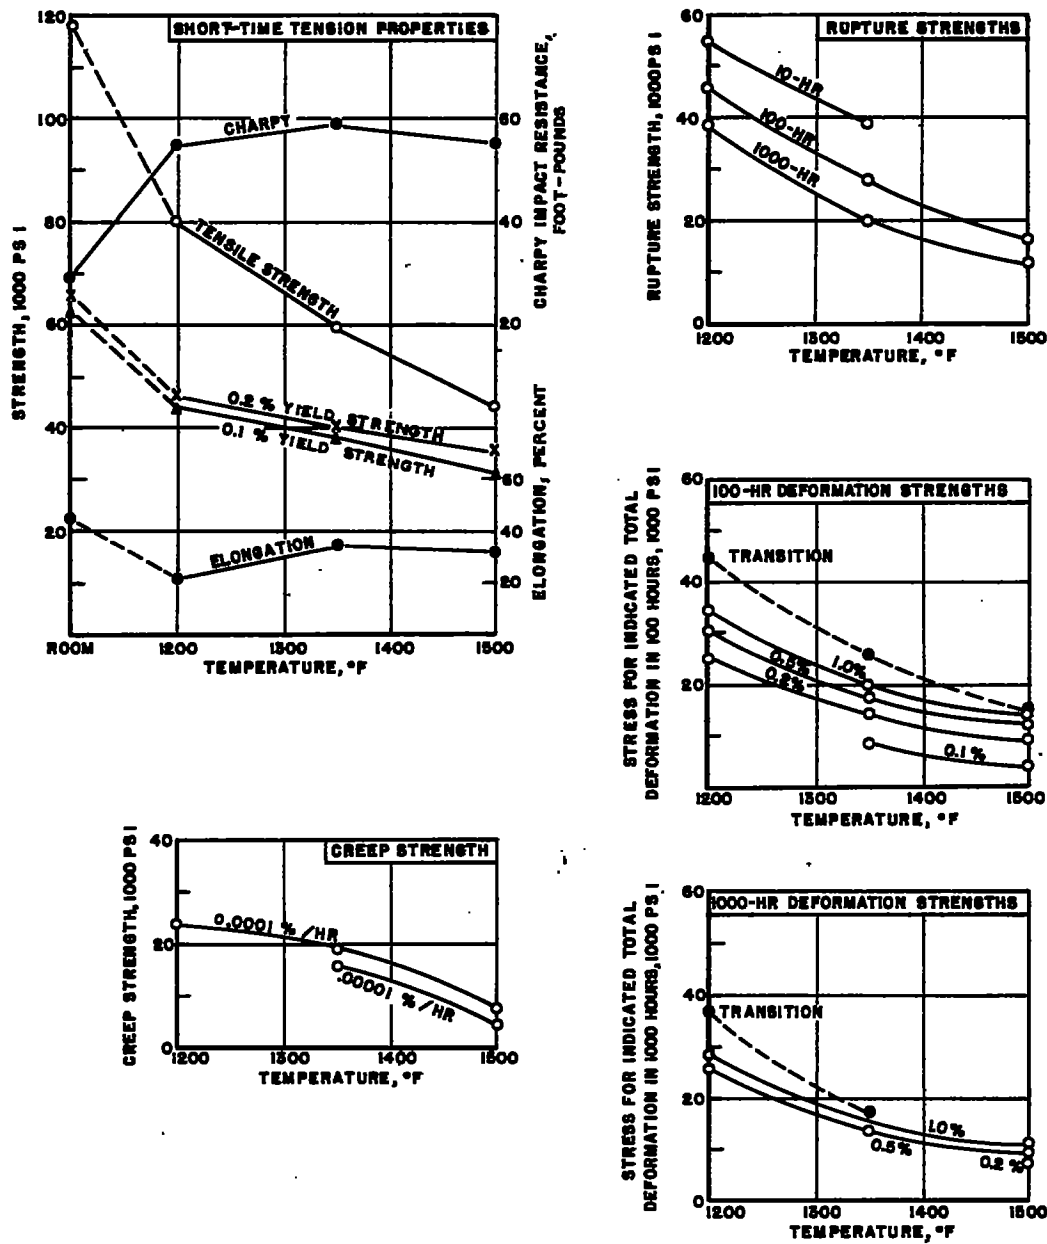 SHORT-TIME TENSION PROPERTIES
120
100
80
60
40
20
STRENGTH, 1000 PSI
CHARPY
TENSILE STRENGTH
0.2 % YIELD STRENGTH
0.1 % YIELD STRENGTH
ELONGATION
60
40
20
CHARPY IMPACT RESISTANCE,
FOOT-POUNDS
60
40
20
ELONGATION, PERCENT
ROOM 1200 1300 1400 1500
TEMPERATURE, °F
RUPTURE STRENGTHS
60
40
20
0
RUPTURE STRENGTH, 1000 PSI
10-HR
100-HR
1000-HR
1200 1300 1400 1500
TEMPERATURE, °F
100-HR DEFORMATION STRENGTHS
60
40
20
STRESS FOR INDICATED TOTAL
DEFORMATION IN 100 HOURS, 1000 PSI
TRANSITION
0.5% 1.0%
0.2%
0.1 %
1200 1300 1400 1500
TEMPERATURE, °F
CREEP STRENGTH
40
20
0
CREEP STRENGTH, 1000 PSI
0.0001 % /HR
.00001 % /HR
1200 1300 1400 1500
TEMPERATURE, °F
1000-HR DEFORMATION STRENGTHS
60
40
20
0
STRESS FOR INDICATED TOTAL
DEFORMATION IN 1000 HOURS, 1000 PSI
TRANSITION
1.0 %
0.5%
0.2 %
1200 1300 1400 1500
TEMPERATURE, °F